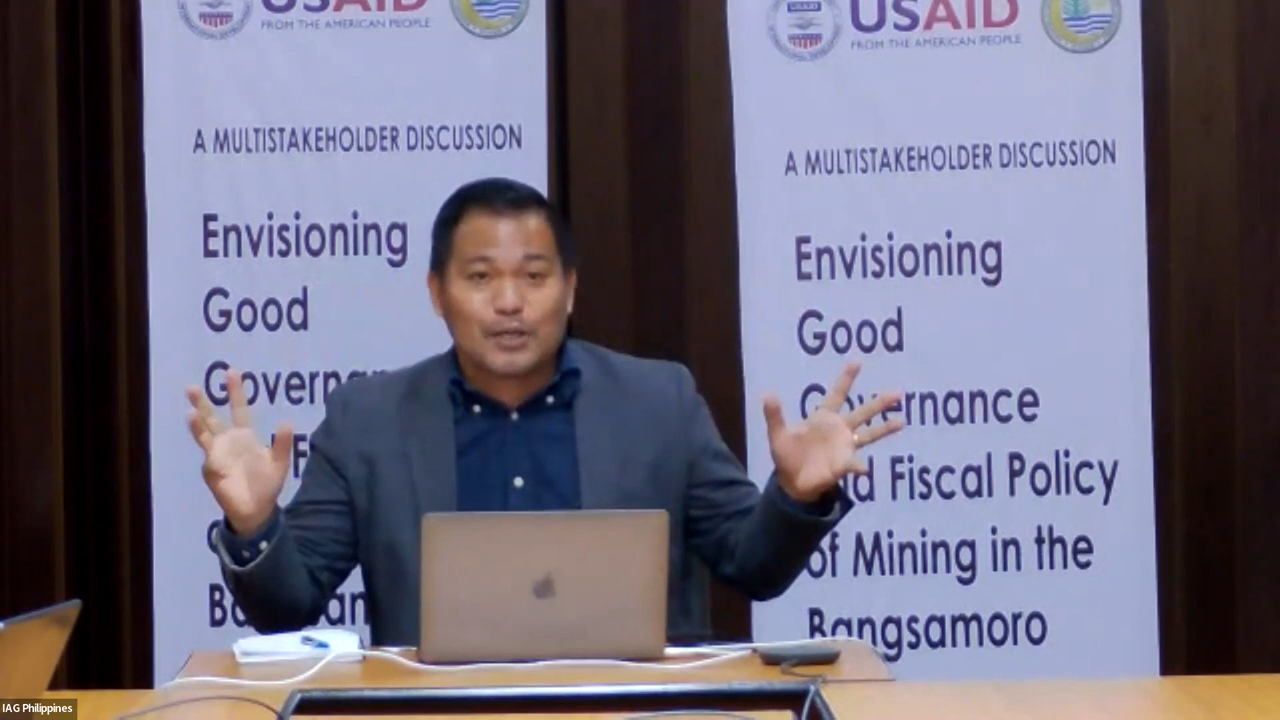 USAID
FROM THE AMERICAN PEOPLE
A MULTISTAKEHOLDER DISCUSSION
Envisioning
Good
USAID
FROM THE AMERICAN PEOPLE
A MULTISTAKEHOLDER DISCUSSION
Envisioning
Good
Governance
Fiscal Policy
of Mining in the
Bangsamoro
IAG Philippines